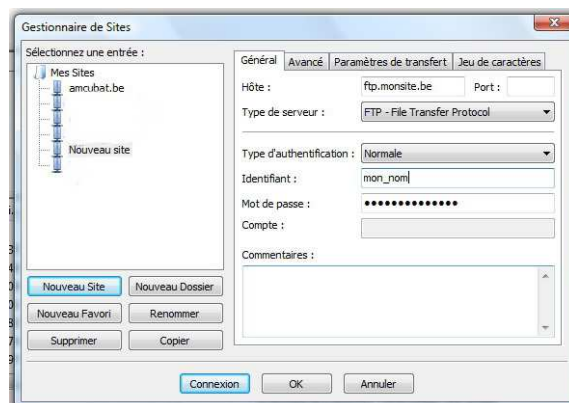 Gestionnaire de Sites
Sélectionnez une entrée :
Mes Sites
amcubat.be
Nouveau site
Nouveau Site
Nouveau Dossier
Nouveau Favori
Renommer
Supprimer
Copier
Général
Avancé
Paramètres de transfert
Jeu de caractères
Hôte :
ftp.monsite.be
Port :
Type de serveur :
FTP - File Transfer Protocol
Type d'authentification :
Normale
Identifiant :
mon_nom
Mot de passe :
••••••••••••••
Compte :
Commentaires :
Connexion
OK
Annuler